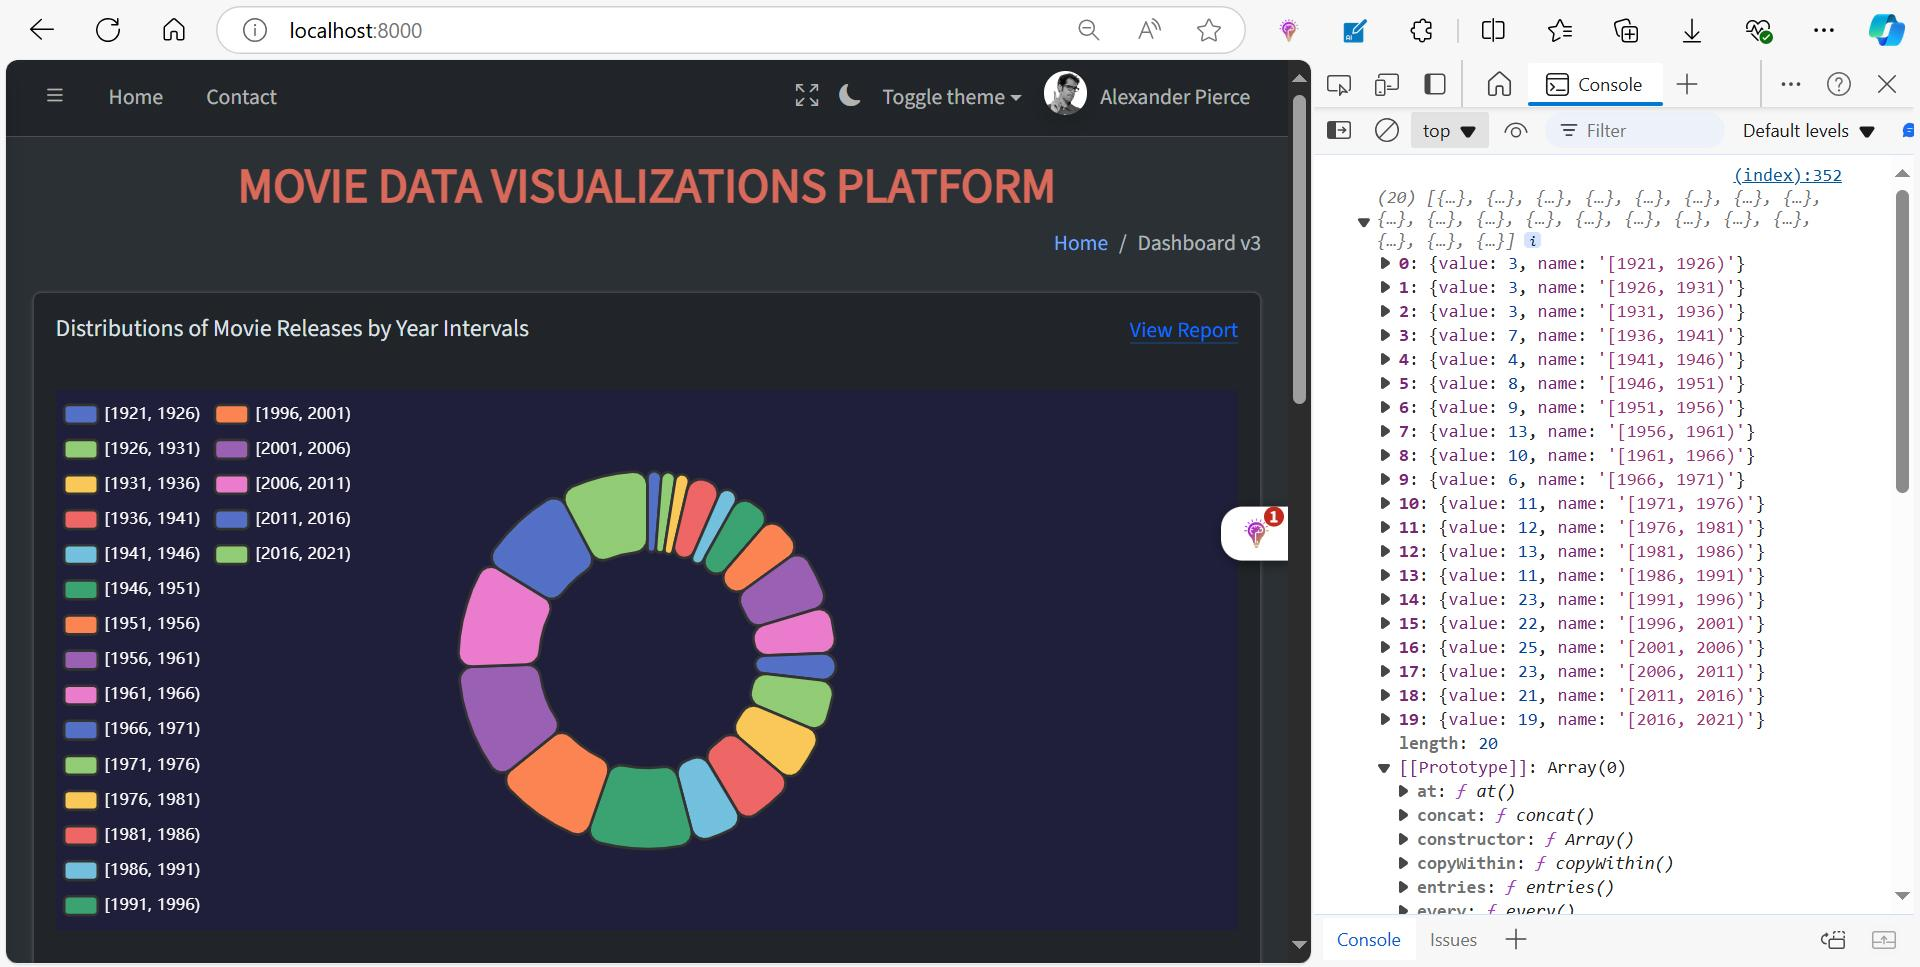 localhost:8000
Home
Contact
Toggle theme
Alexander Pierce
MOVIE DATA VISUALIZATIONS PLATFORM
Home / Dashboard v3
Distributions of Movie Releases by Year Intervals
View Report
[1921, 1926)
[1926, 1931)
[1931, 1936)
[1936, 1941)
[1941, 1946)
[1946, 1951)
[1951, 1956)
[1956, 1961)
[1961, 1966)
[1966, 1971)
[1971, 1976)
[1976, 1981)
[1981, 1986)
[1986, 1991)
[1991, 1996)
[1996, 2001)
[2001, 2006)
[2006, 2011)
[2011, 2016)
[2016, 2021)
1
Console
top
Filter
Default levels
(index):352
(20) [{…}, {…}, {…}, {…}, {…}, {…}, {…}, {…},
{…}, {…}, {…}, {…}, {…}, {…}, {…}, {…}, {…},
{…}, {…}, {…}] i
0: {value: 3, name: '[1921, 1926)'}
1: {value: 3, name: '[1926, 1931)'}
2: {value: 3, name: '[1931, 1936)'}
3: {value: 7, name: '[1936, 1941)'}
4: {value: 4, name: '[1941, 1946)'}
5: {value: 8, name: '[1946, 1951)'}
6: {value: 9, name: '[1951, 1956)'}
7: {value: 13, name: '[1956, 1961)'}
8: {value: 10, name: '[1961, 1966)'}
9: {value: 6, name: '[1966, 1971)'}
10: {value: 11, name: '[1971, 1976)'}
11: {value: 12, name: '[1976, 1981)'}
12: {value: 13, name: '[1981, 1986)'}
13: {value: 11, name: '[1986, 1991)'}
14: {value: 23, name: '[1991, 1996)'}
15: {value: 22, name: '[1996, 2001)'}
16: {value: 25, name: '[2001, 2006)'}
17: {value: 23, name: '[2006, 2011)'}
18: {value: 21, name: '[2011, 2016)'}
19: {value: 19, name: '[2016, 2021)'}
length: 20
[[Prototype]]: Array(0)
at: ƒ at()
concat: ƒ concat()
constructor: ƒ Array()
copyWithin: ƒ copyWithin()
entries: ƒ entries()
every: ƒ every()
Console
Issues